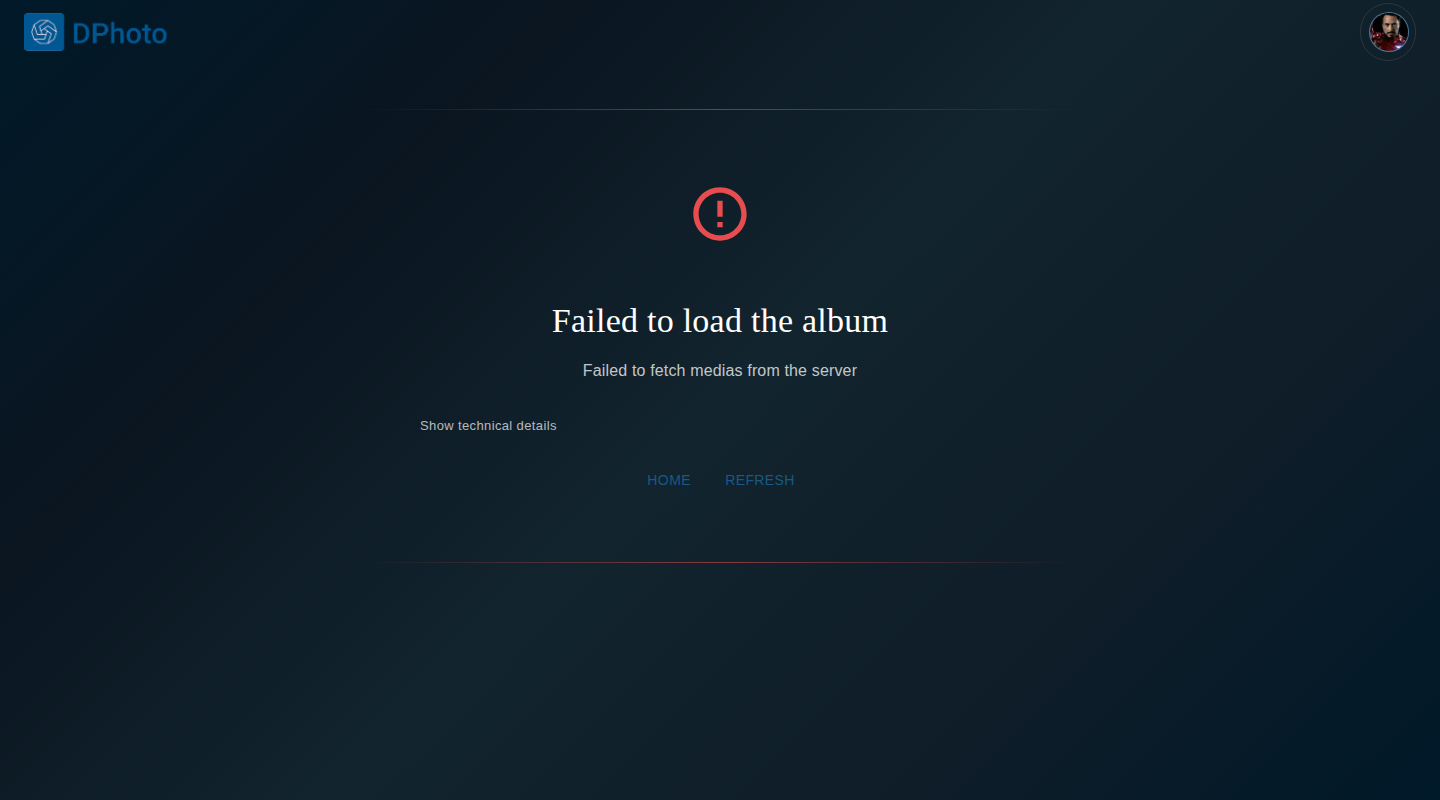 DPhoto
Failed to load the album
Failed to fetch medias from the server
Show technical details
HOME REFRESH